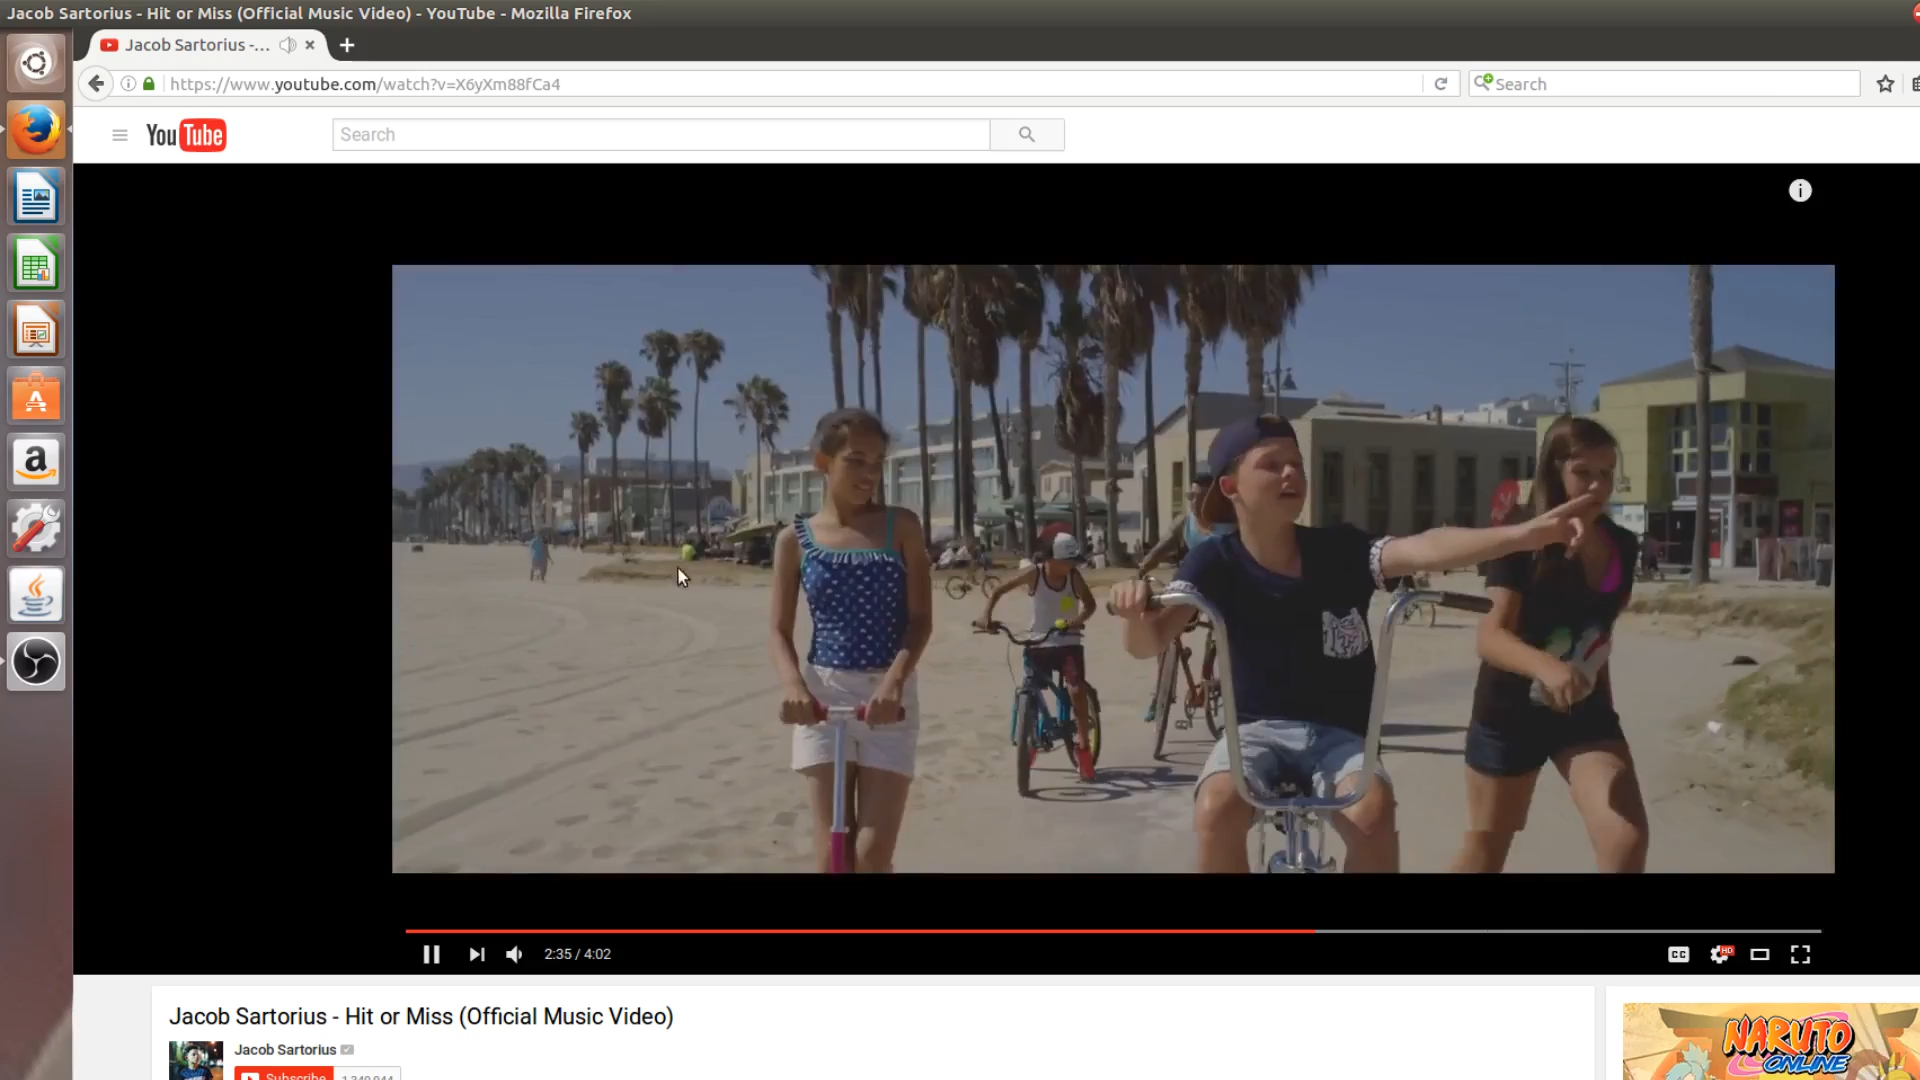 Jacob Sartorius - Hit or Miss (Official Music Video) - YouTube - Mozilla Firefox
Jacob Sartorius -...
https://www.youtube.com/watch?v=X6yXm88fCa4
Search
YouTube
Search
2:35 / 4:02
CC
HD
Jacob Sartorius - Hit or Miss (Official Music Video)
Jacob Sartorius
Subscribe
NARUTO
ONLINE